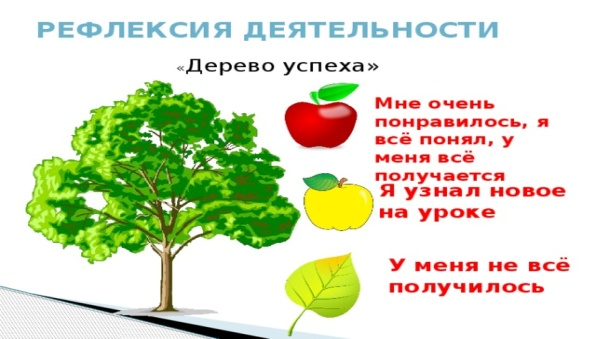 РЕФЛЕКСИЯ ДЕЯТЕЛЬНОСТИ
«Дерево успеха»
Мне очень
понравилось, я
всё понял, у
меня всё
получается
Я узнал новое
на уроке
У меня не всё
получилось